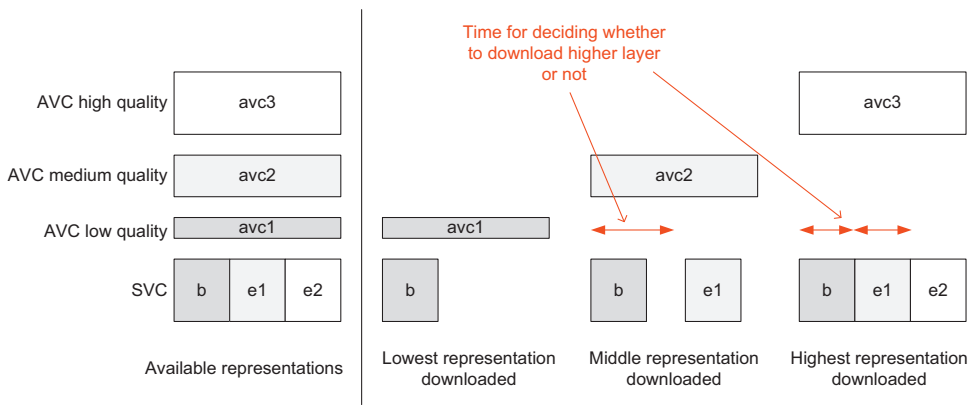 Time for deciding whether
to download higher layer
or not
AVC high quality
avc3
avc3
AVC medium quality
avc2
avc2
AVC low quality
avc1
avc1
SVC
b
e1
e2
b
b
e1
b
e1
e2
Available representations
Lowest representation
downloaded
Middle representation
downloaded
Highest representation
downloaded